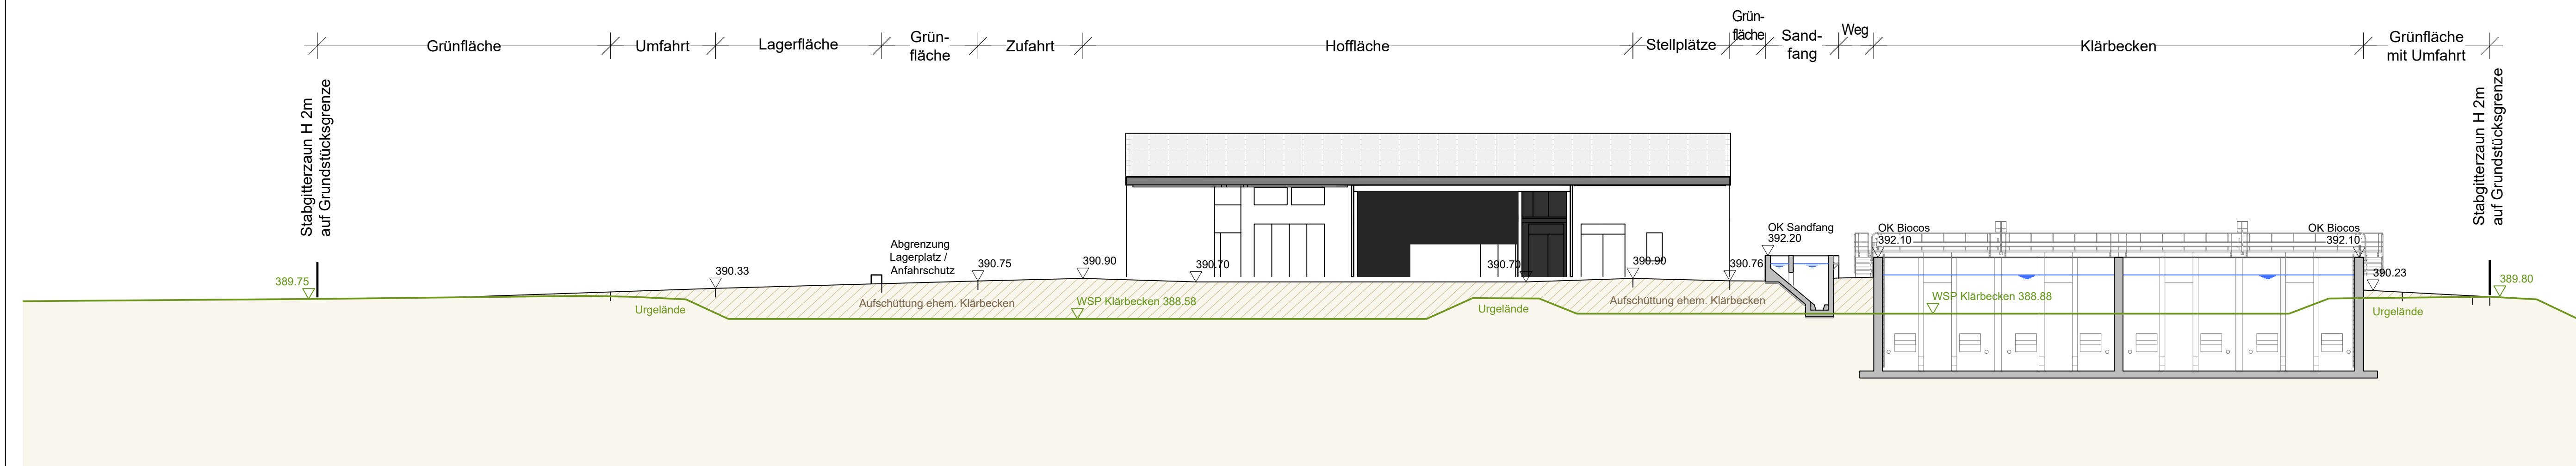 Grünfläche
Umfahrt
Lagerfläche
Grün-
fläche
Zufahrt
Hoffläche
Stellplätze
Grün-
fläche
Sand-
fang
Weg
Klärbecken
Grünfläche
mit Umfahrt
Stabgitterzaun H 2m
auf Grundstücksgrenze
Stabgitterzaun H 2m
auf Grundstücksgrenze
389.75
390.33
Abgrenzung
Lagerplatz /
Anfahrschutz
390.75
390.90
390.70
390.70
390.90
390.76
OK Sandfang
392.20
OK Biocos
392.10
OK Biocos
392.10
390.23
389.80
Urgelände
Aufschüttung ehem. Klärbecken
WSP Klärbecken 388.58
Urgelände
Aufschüttung ehem. Klärbecken
WSP Klärbecken 388.88
Urgelände